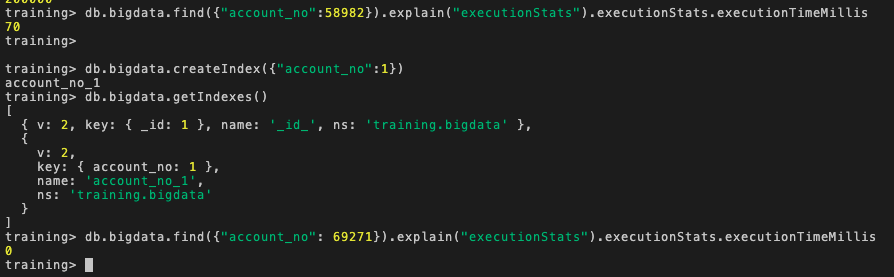 training> db.bigdata.find({"account_no":58982}).explain("executionStats").executionStats.executionTimeMillis
70
training>
training> db.bigdata.createIndex({"account_no":1})
account_no_1
training> db.bigdata.getIndexes()
[
  { v: 2, key: { _id: 1 }, name: '_id_', ns: 'training.bigdata' },
  {
    v: 2,
    key: { account_no: 1 },
    name: 'account_no_1',
    ns: 'training.bigdata'
  }
]
training> db.bigdata.find({"account_no": 69271}).explain("executionStats").executionStats.executionTimeMillis
0
training>